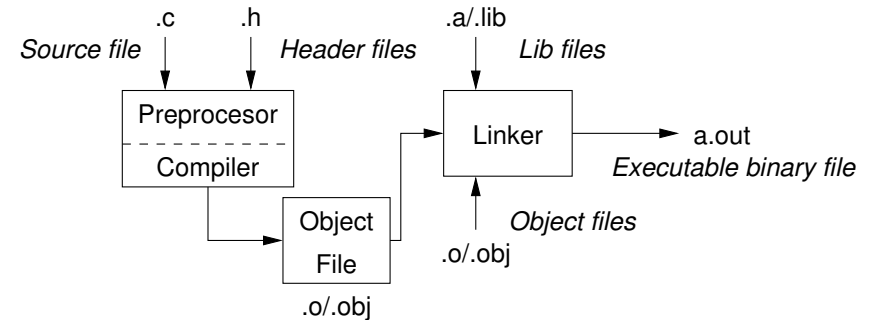 .c
.h
.a/.lib
Source file
Header files
Lib files
Preprocesor
Compiler
Linker
a.out
Executable binary file
Object
File
.o/.obj
Object files
.o/.obj